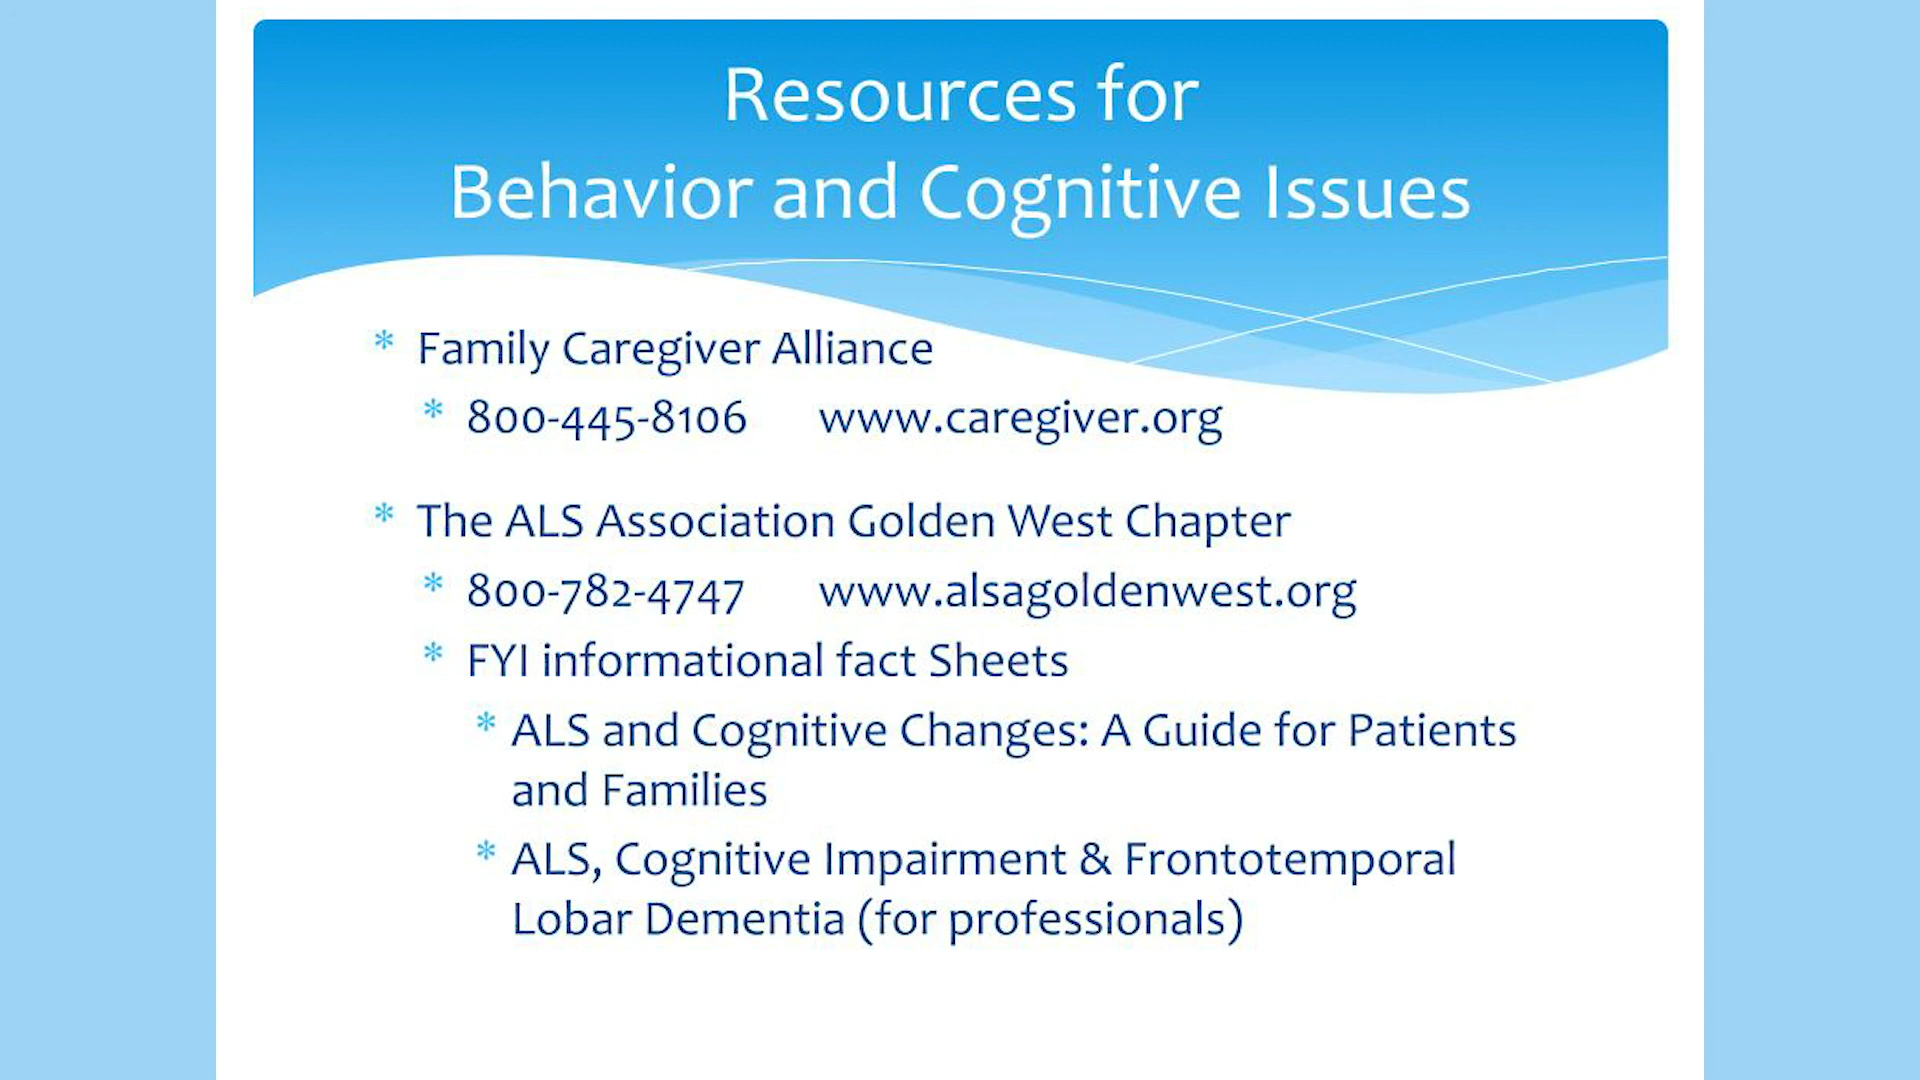 Resources for
Behavior and Cognitive Issues
* Family Caregiver Alliance
* 800-445-8106 www.caregiver.org
* The ALS Association Golden West Chapter
* 800-782-4747 www.alsagoldenwest.org
* FYI informational fact Sheets
* ALS and Cognitive Changes: A Guide for Patients
and Families
* ALS, Cognitive Impairment & Frontotemporal
Lobar Dementia (for professionals)